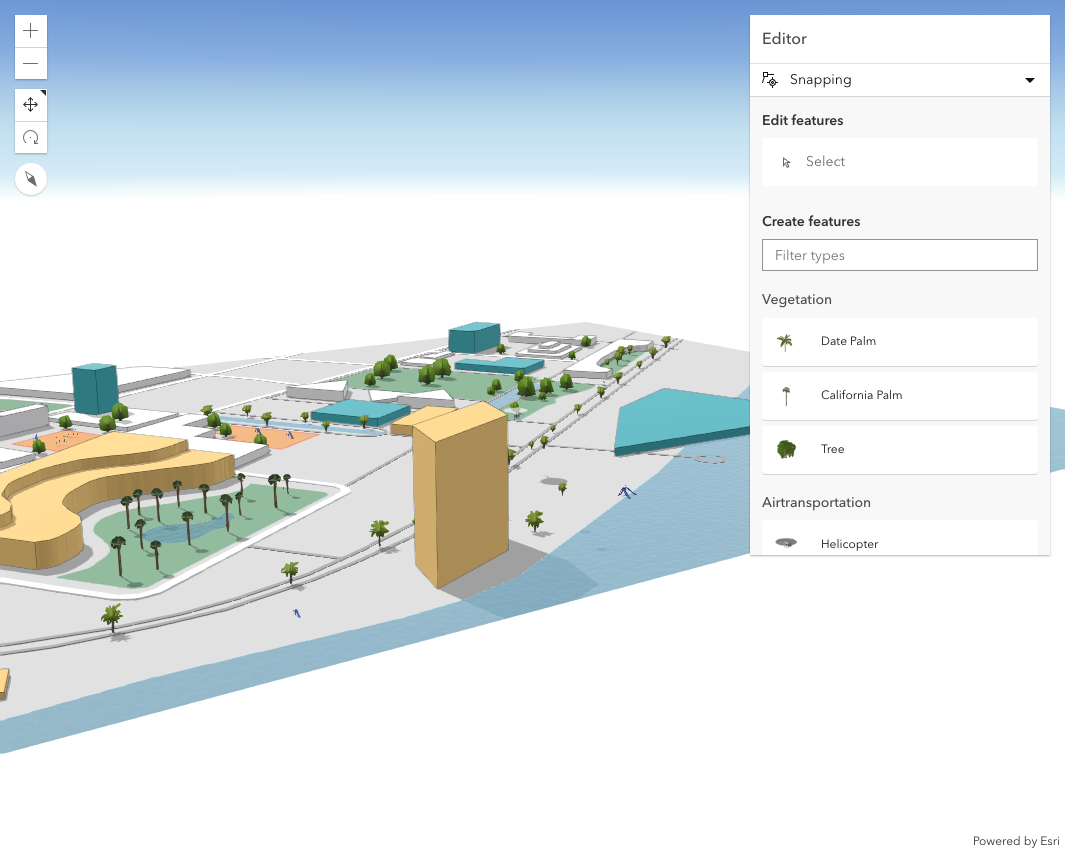 Editor
Snapping
Edit features
Select
Create features
Filter types
Vegetation
Date Palm
California Palm
Tree
Airtransportation
Helicopter
Powered by Esri